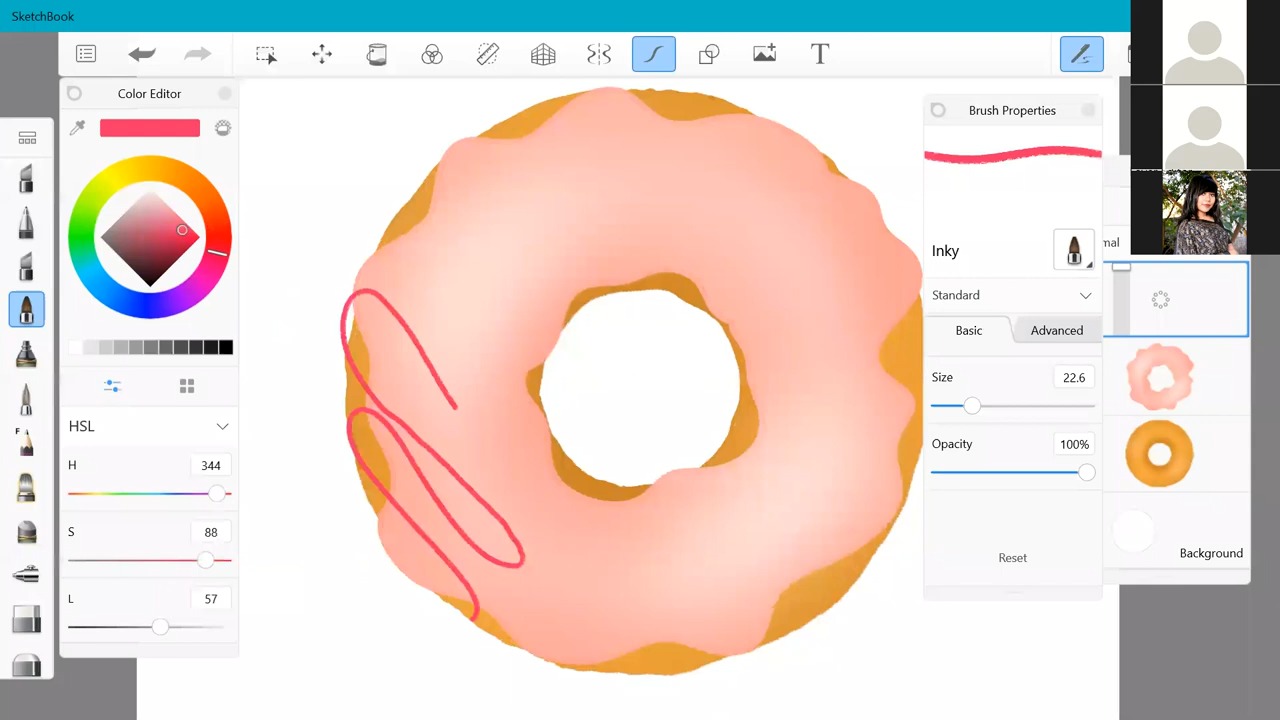 SketchBook
T
Color Editor
Brush Properties
Inky
mal
Standard
Basic
Advanced
Size
22.6
Opacity
100%
F
HSL
H
344
S
88
L
57
Reset
Background